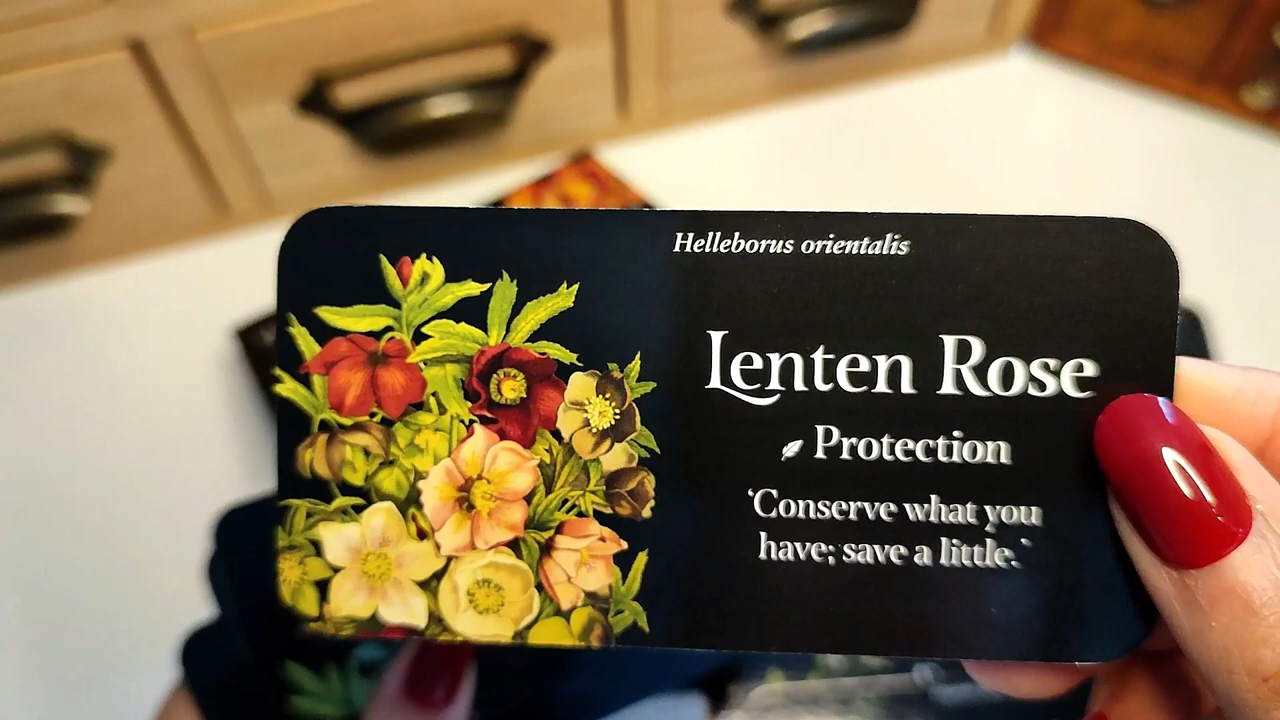 Helleborus orientalis
Lenten Rose
Protection
‘Conserve what you
have; save a little.’